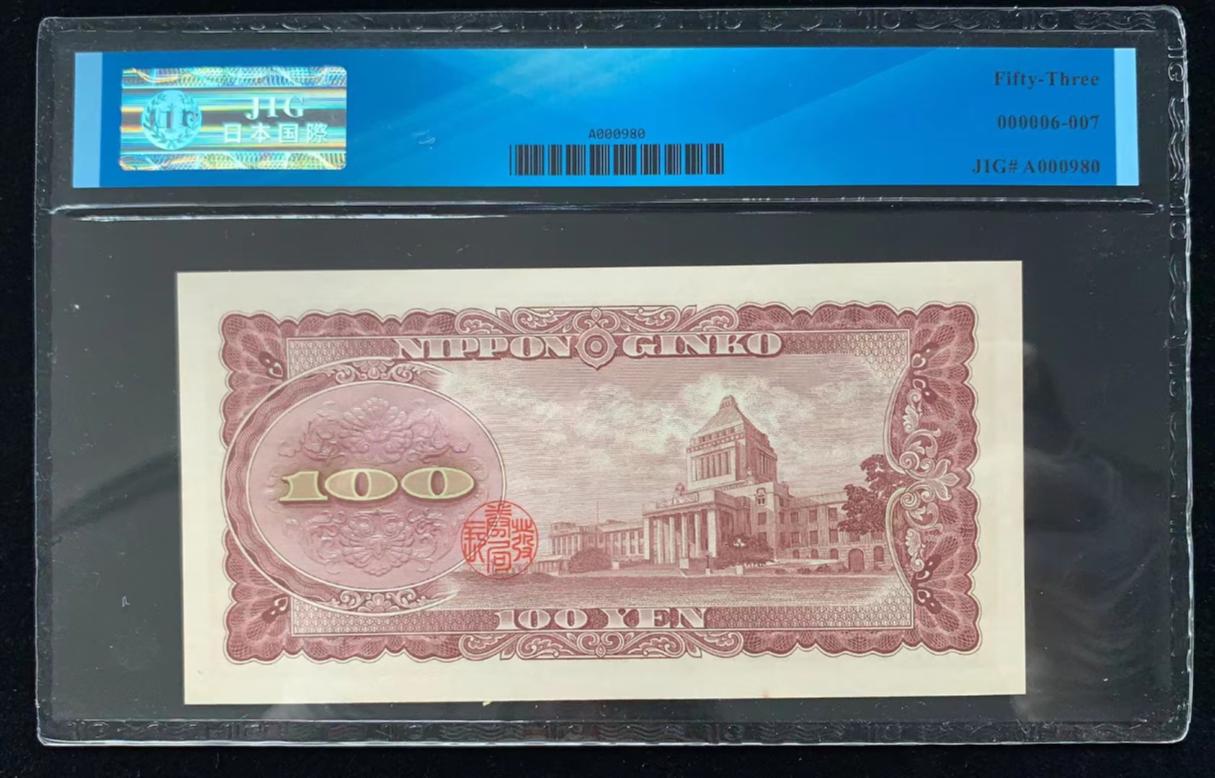 JIG
日本国際
A000980
Fifty-Three
000006-007
JIG# A000980
NIPPON GINKO
100
100 YEN